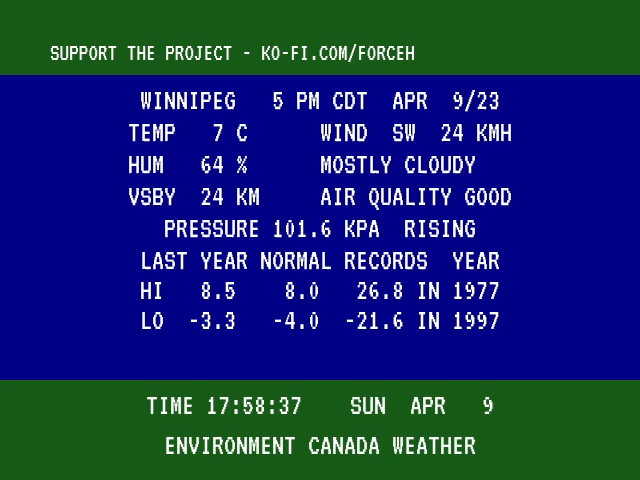 SUPPORT THE PROJECT - KO-FI.COM/FORCEH
WINNIPEG 5 PM CDT APR 9/23
TEMP 7 C WIND SW 24 KMH
HUM 64 % MOSTLY CLOUDY
VSBY 24 KM AIR QUALITY GOOD
PRESSURE 101.6 KPA RISING
LAST YEAR NORMAL RECORDS YEAR
HI 8.5 8.0 26.8 IN 1977
LO -3.3 -4.0 -21.6 IN 1997
TIME 17:58:37 SUN APR 9
ENVIRONMENT CANADA WEATHER